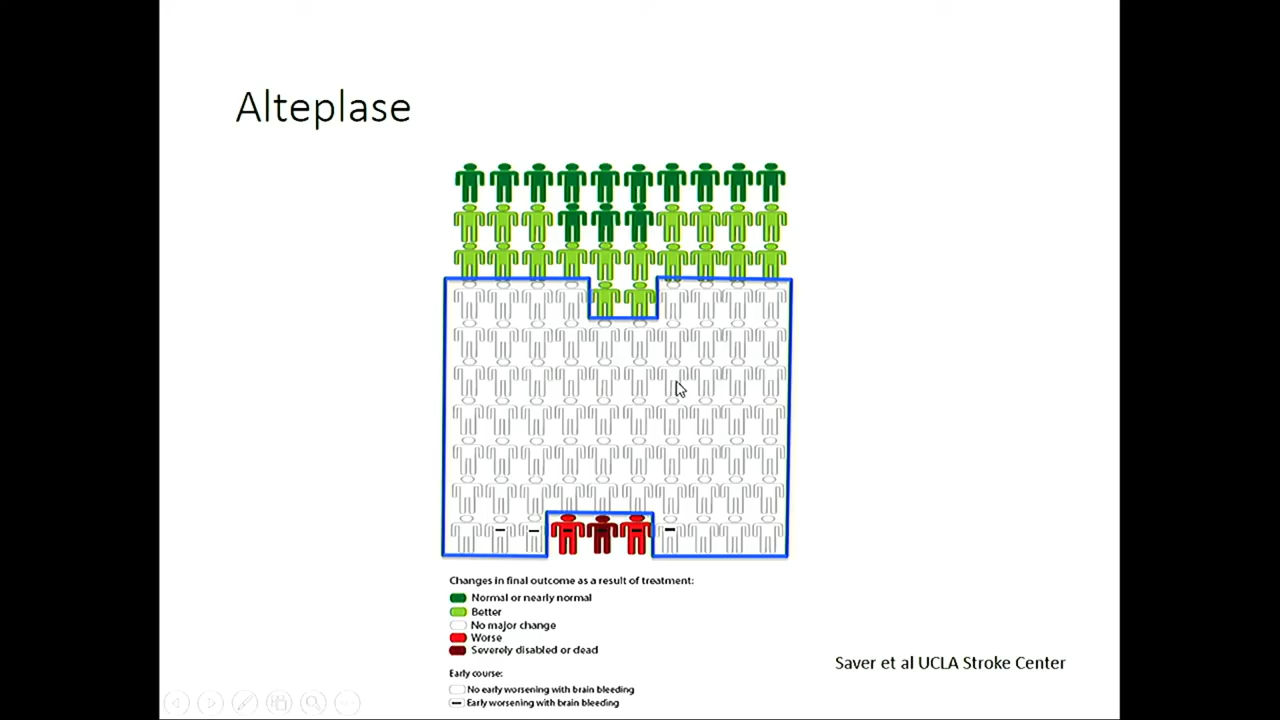 Alteplase
Changes in final outcome as a result of treatment:
Normal or nearly normal
Better
No major change
Worse
Severely disabled or dead
Early course:
No early worsening with brain bleeding
Early worsening with brain bleeding
Saver et al UCLA Stroke Center